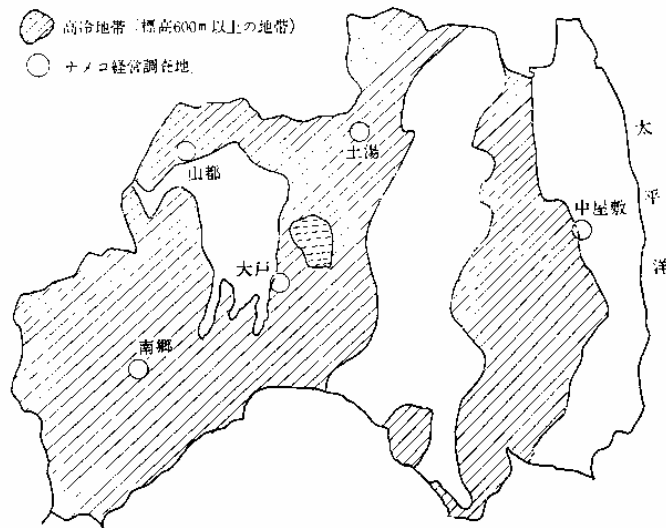 高冷地帯(標高600m以上の地帯)
ナメコ経営調査地
土湯
山都
中屋敷
大戸
南郷
太平洋